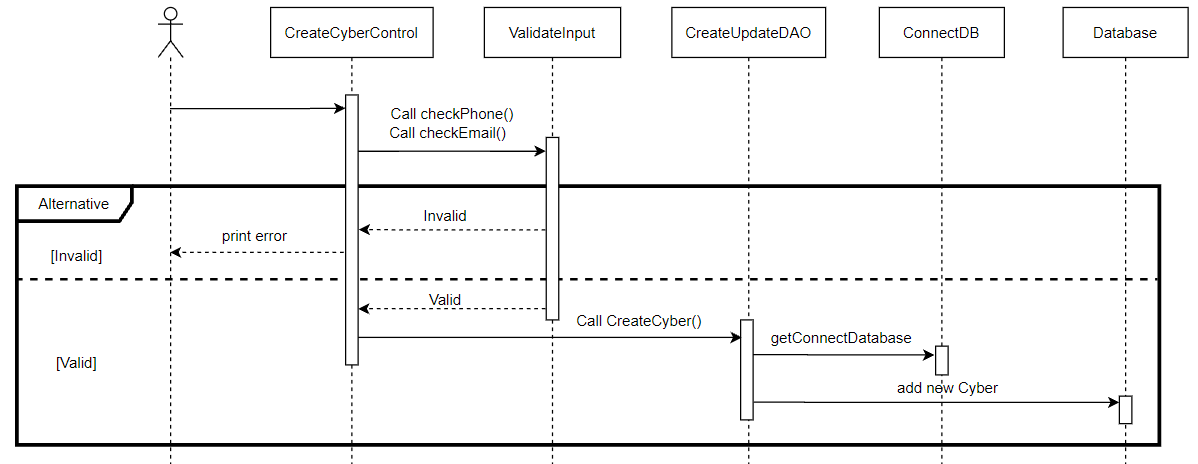 CreateCyberControl
ValidateInput
CreateUpdateDAO
ConnectDB
Database
Call checkPhone()
Call checkEmail()
Alternative
Invalid
print error
[Invalid]
Valid
Call CreateCyber()
getConnectDatabase
[Valid]
add new Cyber